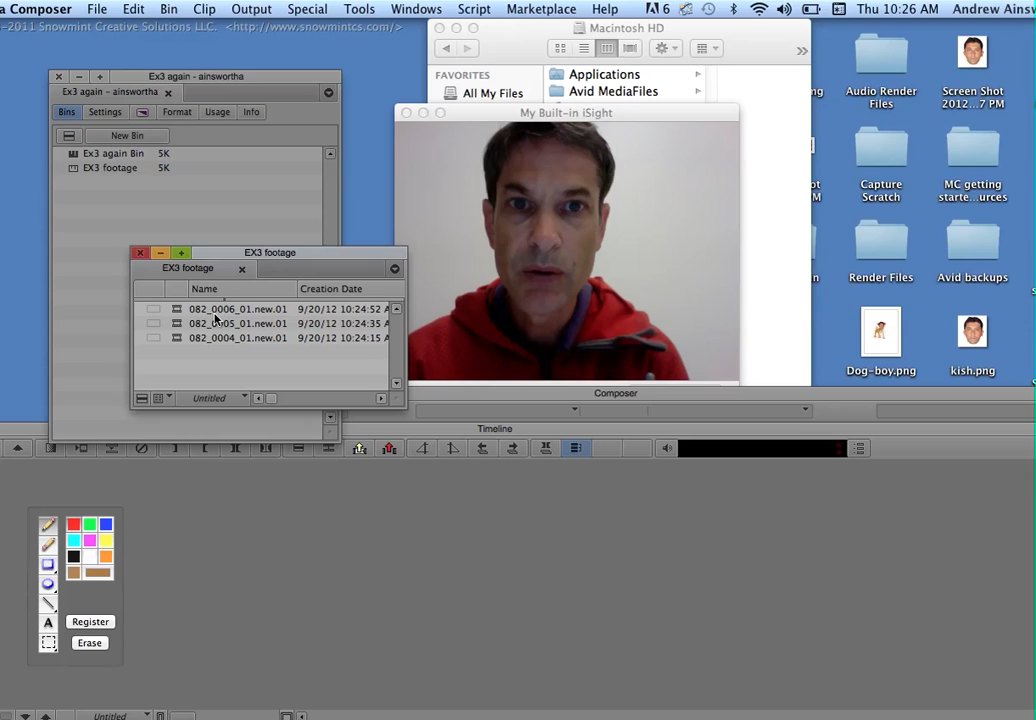 a Composer File Edit Bin Clip Output Special Tools Windows Script Marketplace Help 6 Thu 10:26 AM Andrew Ains
-2011 Snowmint Creative Solutions LLC. <http://www.snowmintcs.com/>
Macintosh HD
FAVORITES
All My Files
Applications
Avid MediaFiles
My Built-in iSight
Ex3 again - ainswortha
Ex3 again - ainswortha
Bins Settings Format Usage Info
New Bin
Ex3 again Bin 5K
EX3 footage 5K
EX3 footage
EX3 footage
Name Creation Date
082_0006_01.new.01 9/20/12 10:24:52 A
082_0005_01.new.01 9/20/12 10:24:35 A
082_0004_01.new.01 9/20/12 10:24:15 A
Untitled
Audio Render Files
Screen Shot 2012...7 PM
Capture Scratch
MC getting starte...urces
Render Files
Avid backups
Dog-boy.png
kish.png
Composer
Timeline
A
Register
Erase
Untitled